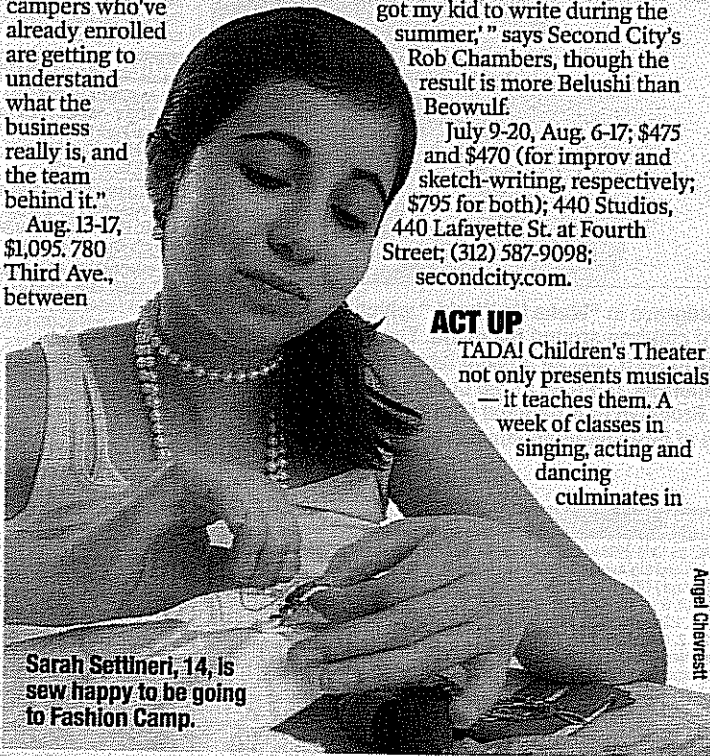 campers who've
already enrolled
are getting to
understand
what the
business
really is, and
the team
behind it."
Aug. 13-17,
$1,095. 780
Third Ave.,
between
got my kid to write during the
summer,' " says Second City's
Rob Chambers, though the
result is more Belushi than
Beowulf.
July 9-20, Aug. 6-17; $475
and $470 (for improv and
sketch-writing, respectively;
$795 for both); 440 Studios,
440 Lafayette St. at Fourth
Street; (312) 587-9098;
secondcity.com.
ACT UP
TADA! Children's Theater
not only presents musicals
— it teaches them. A
week of classes in
singing, acting and
dancing
culminates in
Sarah Settineri, 14, is
sew happy to be going
to Fashion Camp.
Angel Chevrestt